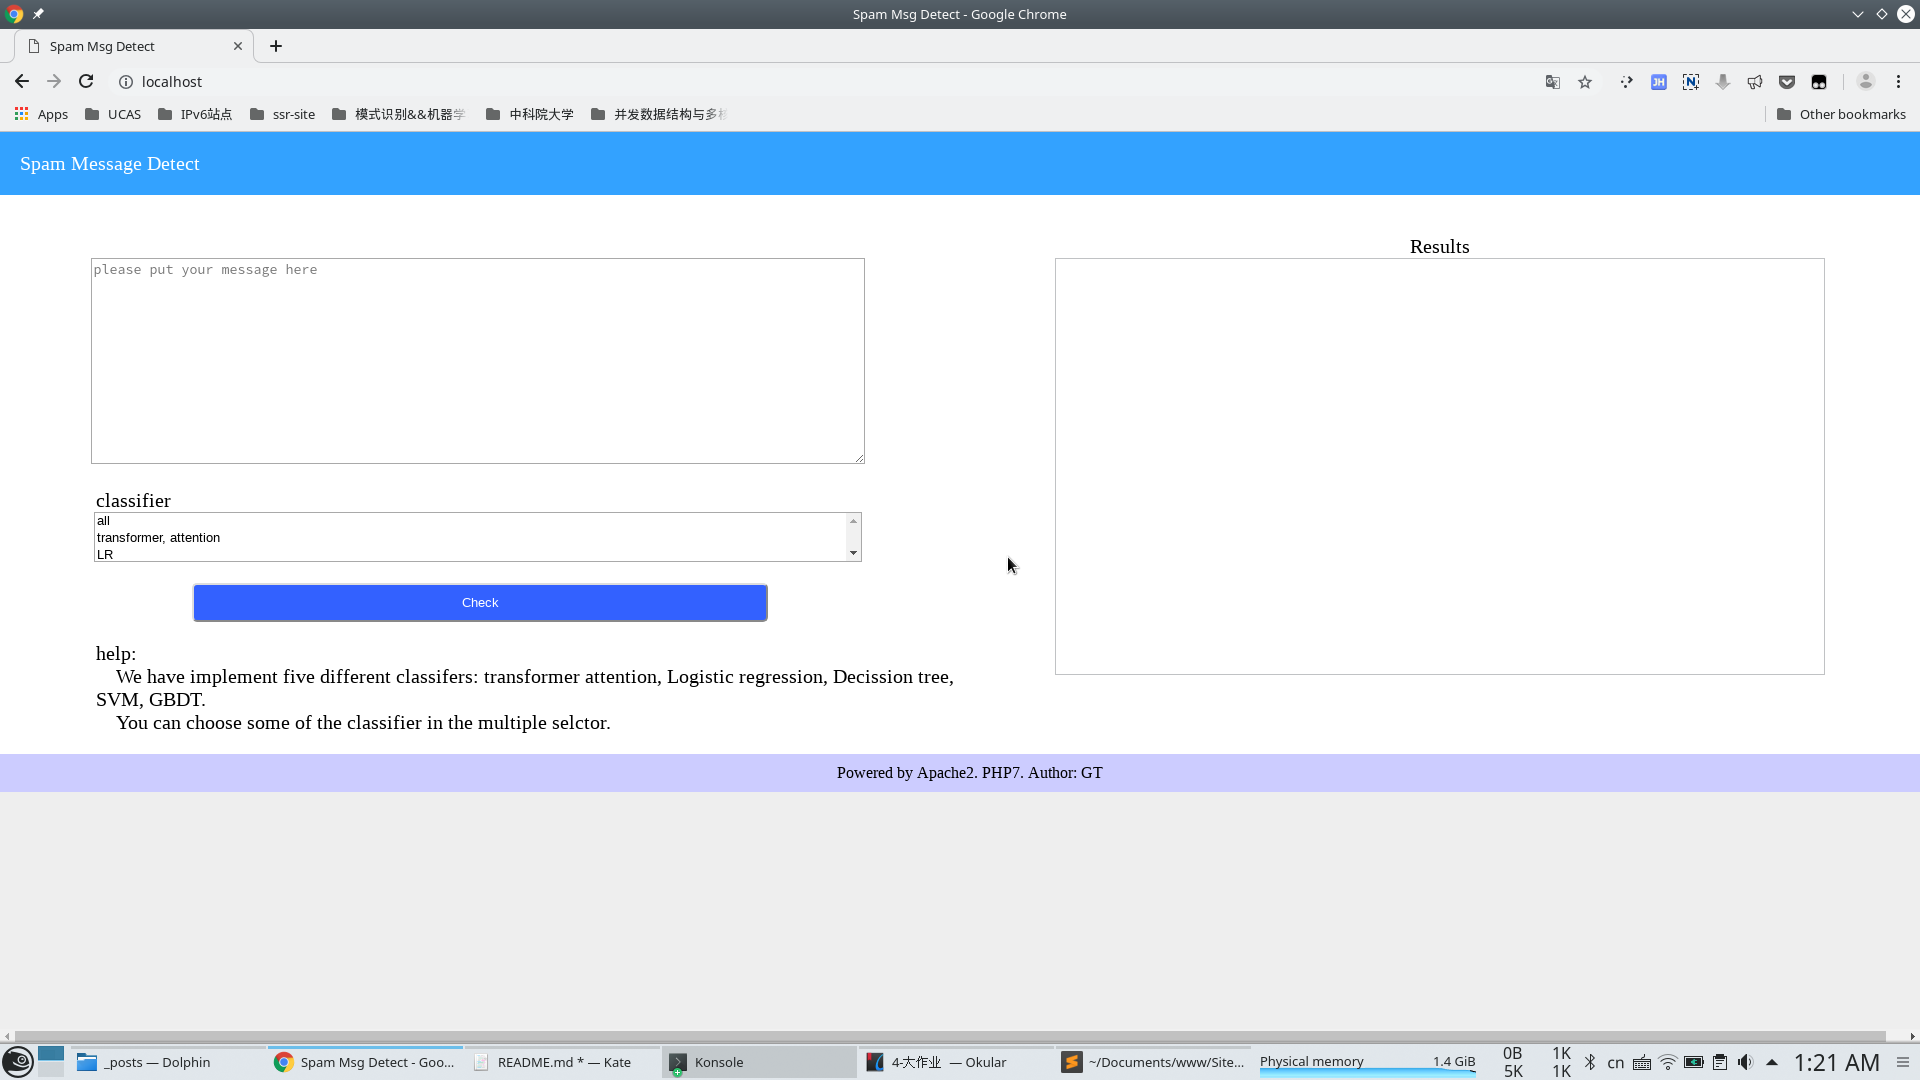 Spam Msg Detect - Google Chrome
Spam Msg Detect
localhost
JH
N
Apps
UCAS
IPv6站点
ssr-site
模式识别&&机器学
中科院大学
并发数据结构与多
Other bookmarks
Spam Message Detect
Results
please put your message here
classifier
all
transformer, attention
LR
Check
help:
We have implement five different classifers: transformer attention, Logistic regression, Decission tree,
SVM, GBDT.
You can choose some of the classifier in the multiple selctor.
Powered by Apache2. PHP7. Author: GT
_posts — Dolphin
Spam Msg Detect - Goo...
README.md * — Kate
Konsole
4-大作业 — Okular
~/Documents/www/Site...
Physical memory
1.4 GiB
0B
5K
1K
1K
cn
1:21 AM